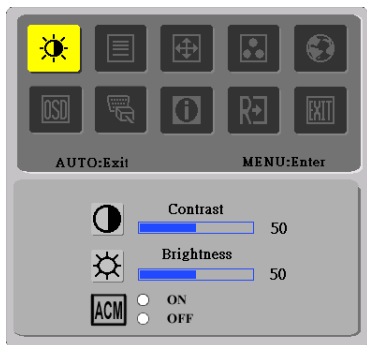 OSD R EXIT
AUTO:Exit MENU:Enter
Contrast
50
Brightness
50
ACM ON
OFF